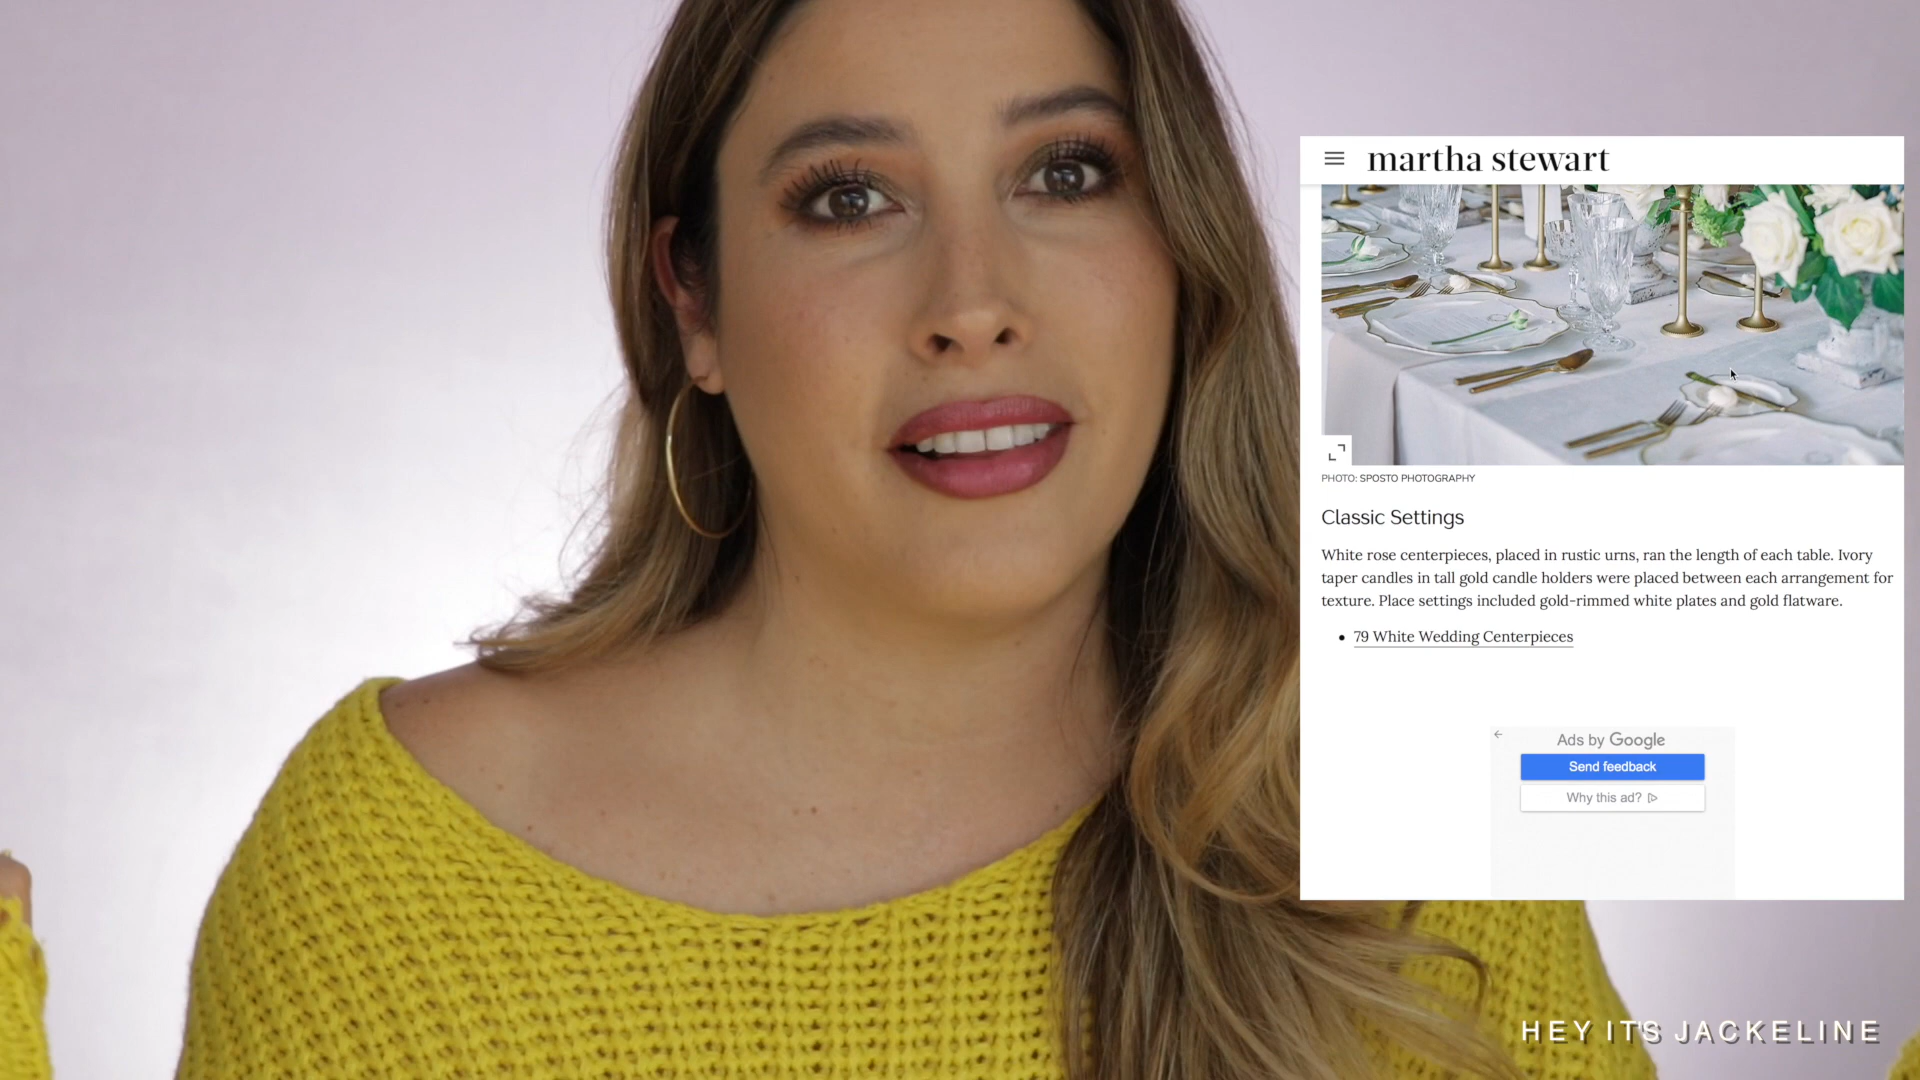 martha stewart
PHOTO: SPOSTO PHOTOGRAPHY
Classic Settings
White rose centerpieces, placed in rustic urns, ran the length of each table. Ivory
taper candles in tall gold candle holders were placed between each arrangement for
texture. Place settings included gold-rimmed white plates and gold flatware.
79 White Wedding Centerpieces
Ads by Google
Send feedback
Why this ad?
HEY IT'S JACKELINE